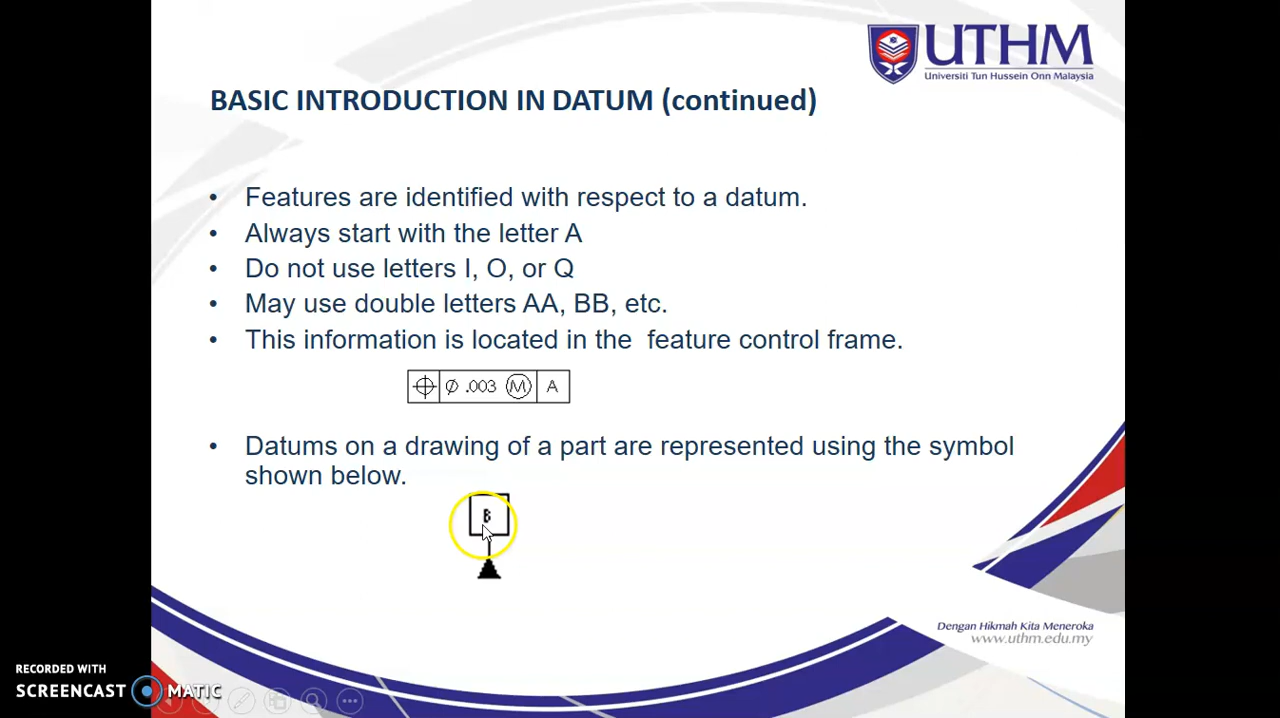 UTHM
Universiti Tun Hussein Onn Malaysia
BASIC INTRODUCTION IN DATUM (continued)
• Features are identified with respect to a datum.
• Always start with the letter A
• Do not use letters I, O, or Q
• May use double letters AA, BB, etc.
• This information is located in the feature control frame.
⌖ Ø .003 Ⓜ A
• Datums on a drawing of a part are represented using the symbol
shown below.
B
Dengan Hikmah Kita Meneroka
www.uthm.edu.my
RECORDED WITH
SCREENCAST MATIC